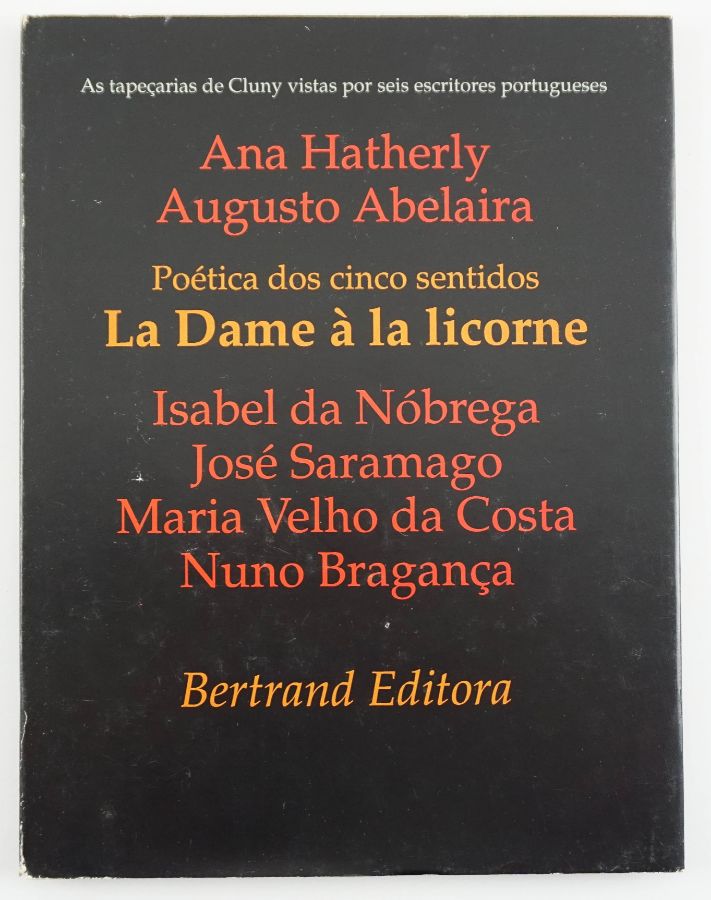 As tapeçarias de Cluny vistas por seis escritores portugueses
Ana Hatherly
Augusto Abelaira
Poética dos cinco sentidos
La Dame à la licorne
Isabel da Nóbrega
José Saramago
Maria Velho da Costa
Nuno Bragança
Bertrand Editora